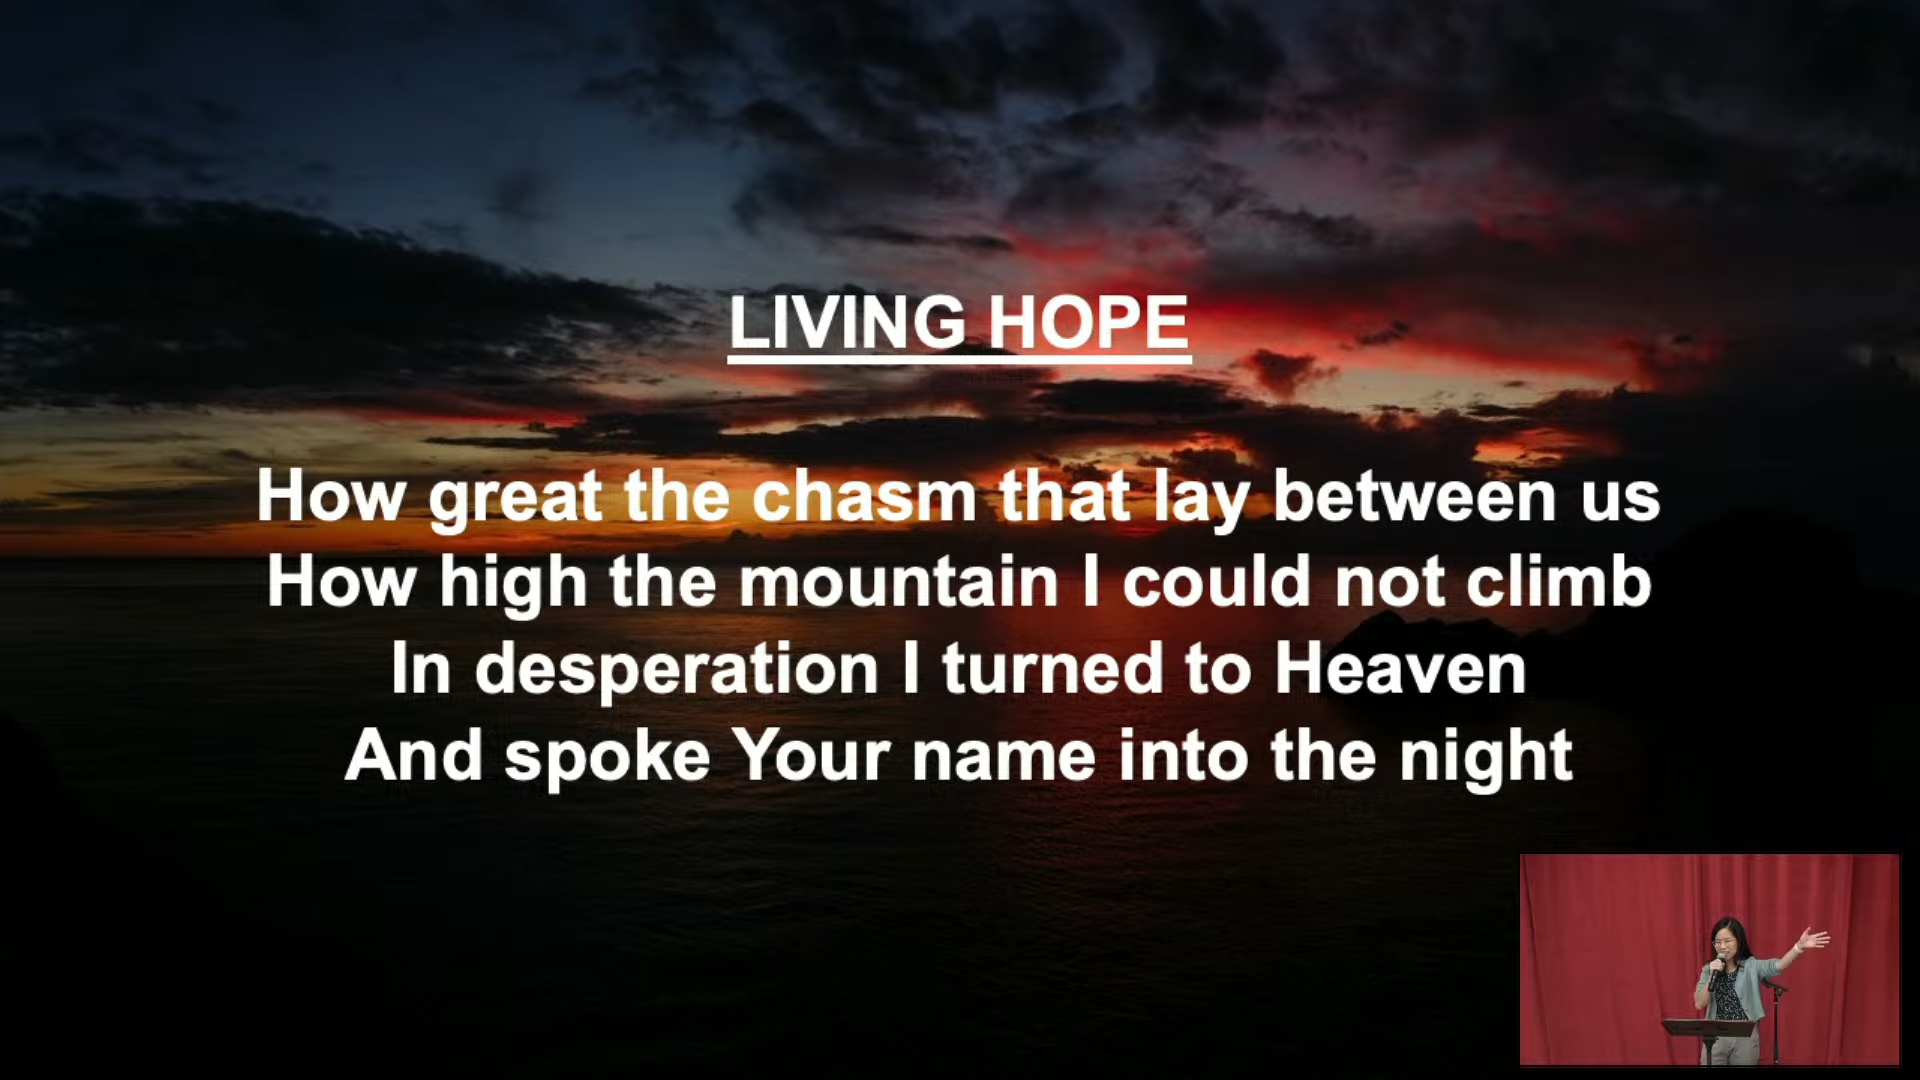 LIVING HOPE
How great the chasm that lay between us
How high the mountain I could not climb
In desperation I turned to Heaven
And spoke Your name into the night